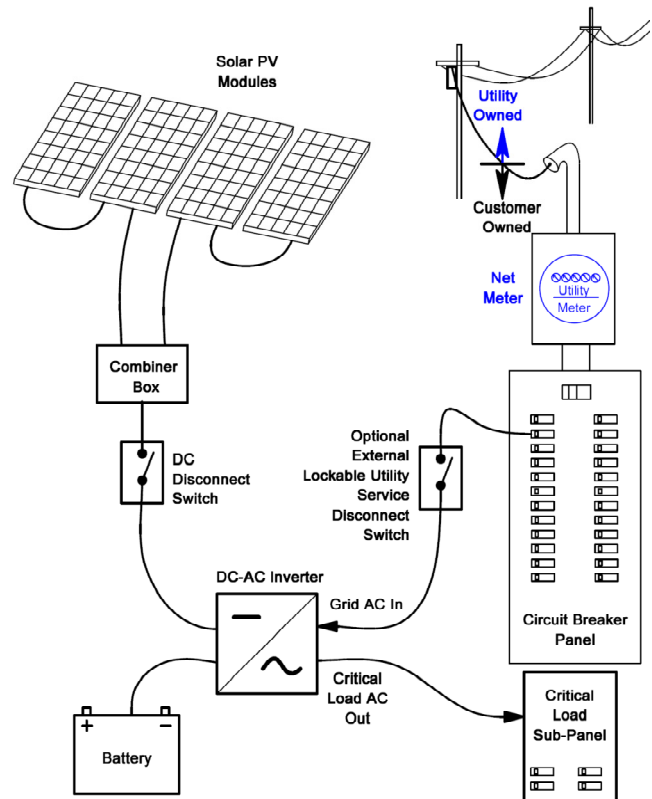 Solar PV
Modules
Utility
Owned
Customer
Owned
Net
Meter
Utility
Meter
Combiner
Box
DC
Disconnect
Switch
Optional
External
Lockable Utility
Service
Disconnect
Switch
DC-AC Inverter
Grid AC In
Circuit Breaker
Panel
Critical
Load AC
Out
Critical
Load
Sub-Panel
+ −
Battery